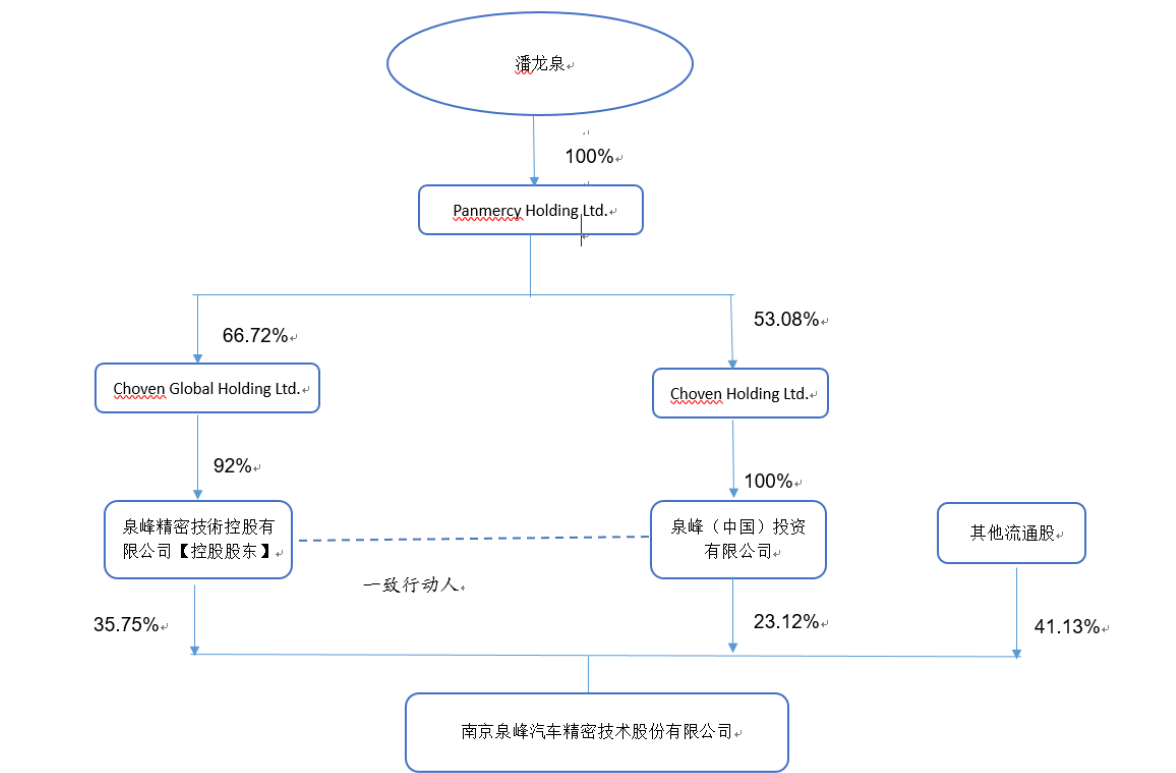 潘龙泉
100%
Panmercy Holding Ltd.
66.72%
53.08%
Choven Global Holding Ltd.
Choven Holding Ltd.
92%
100%
泉峰精密技術控股有
限公司【控股股东】
泉峰（中国）投资
有限公司
其他流通股
一致行动人
35.75%
23.12%
41.13%
南京泉峰汽车精密技术股份有限公司